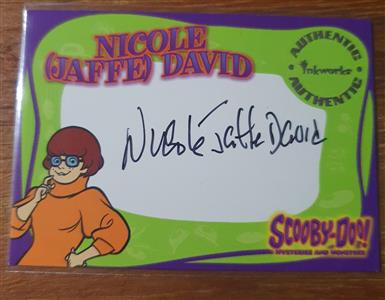 NICOLE
(JAFFE) DAVID
AUTHENTIC
inkworks
AUTHENTIC
Nicole Jaffe David
SCOOBY-DOO!
MYSTERIES AND MONSTERS